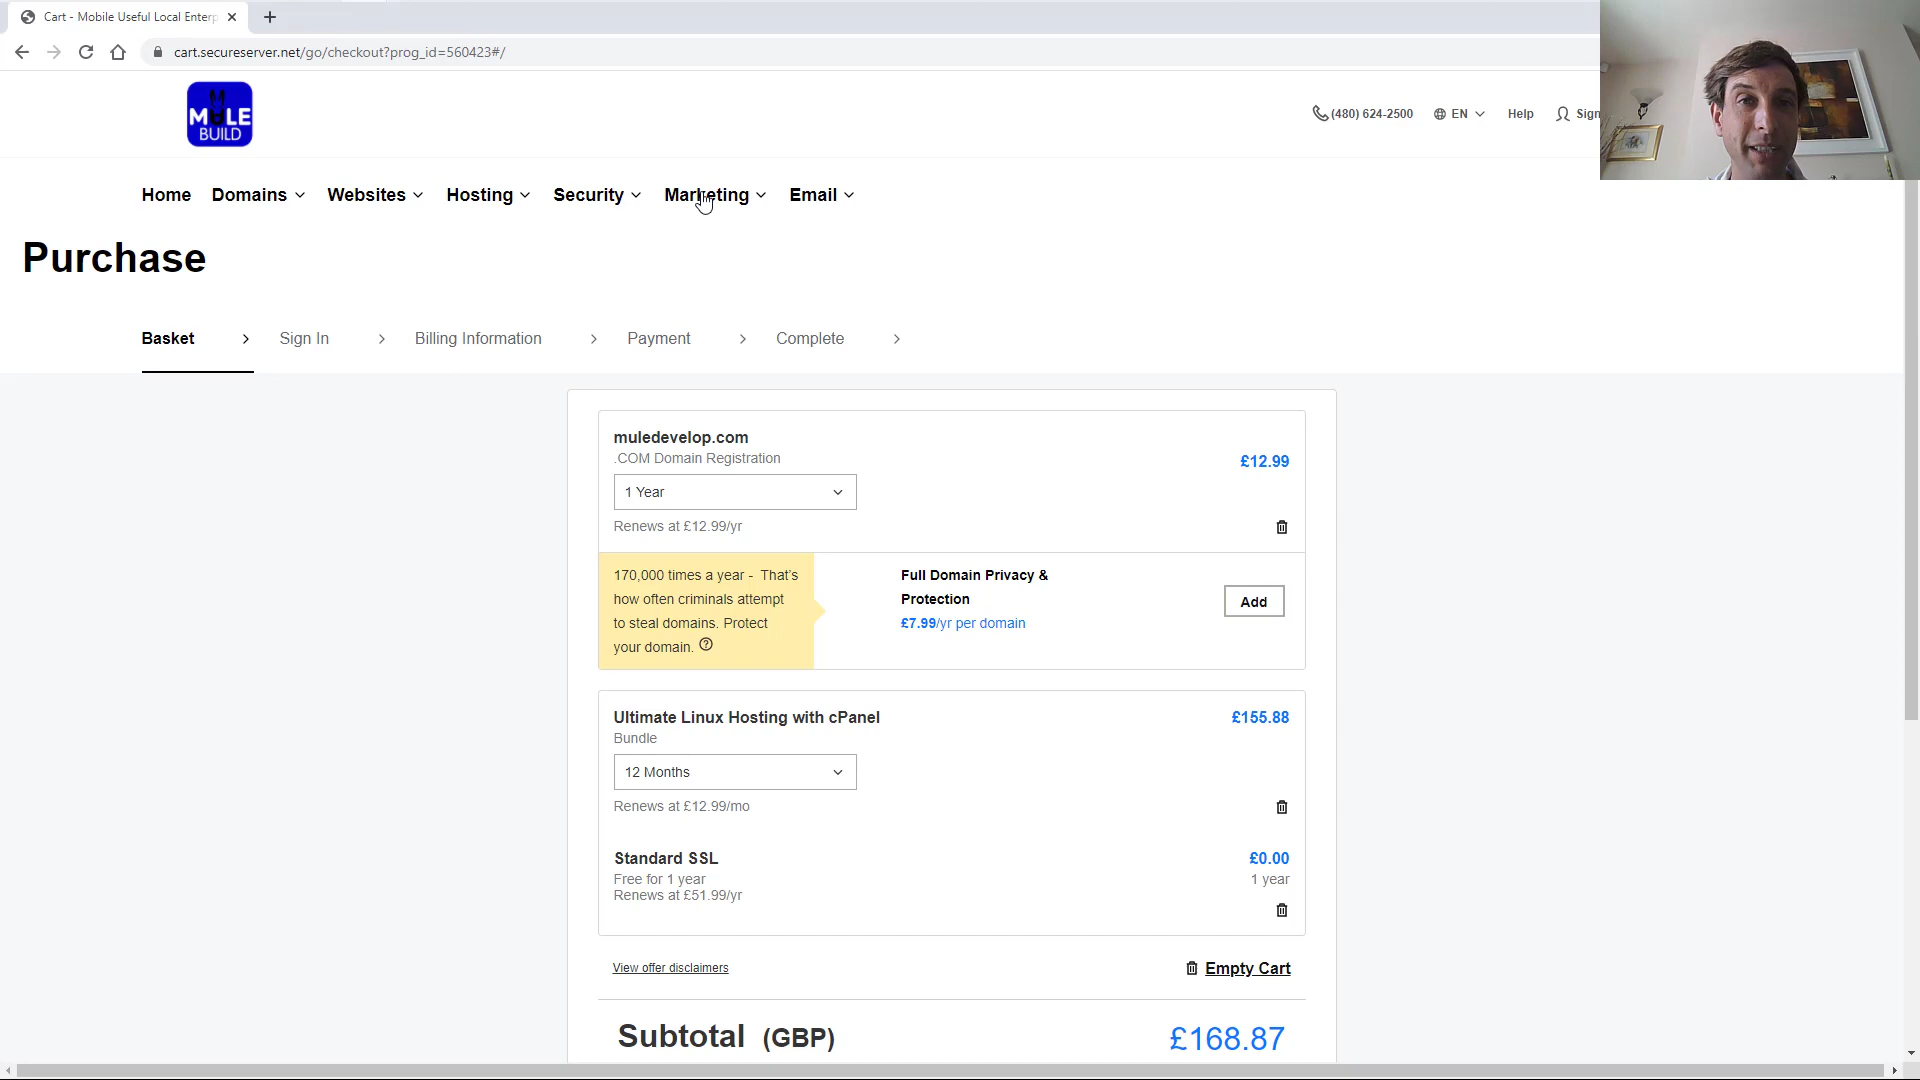 Cart - Mobile Useful Local Enterp
cart.secureserver.net/go/checkout?prog_id=560423#/
MULE
BUILD
(480) 624-2500
EN
Help
Sign
Home
Domains
Websites
Hosting
Security
Marketing
Email
Purchase
Basket
Sign In
Billing Information
Payment
Complete
muledevelop.com
.COM Domain Registration
£12.99
1 Year
Renews at £12.99/yr
170,000 times a year - That's
how often criminals attempt
to steal domains. Protect
your domain.
Full Domain Privacy &
Protection
£7.99/yr per domain
Add
Ultimate Linux Hosting with cPanel
£155.88
Bundle
12 Months
Renews at £12.99/mo
Standard SSL
£0.00
Free for 1 year
1 year
Renews at £51.99/yr
View offer disclaimers
Empty Cart
Subtotal (GBP)
£168.87